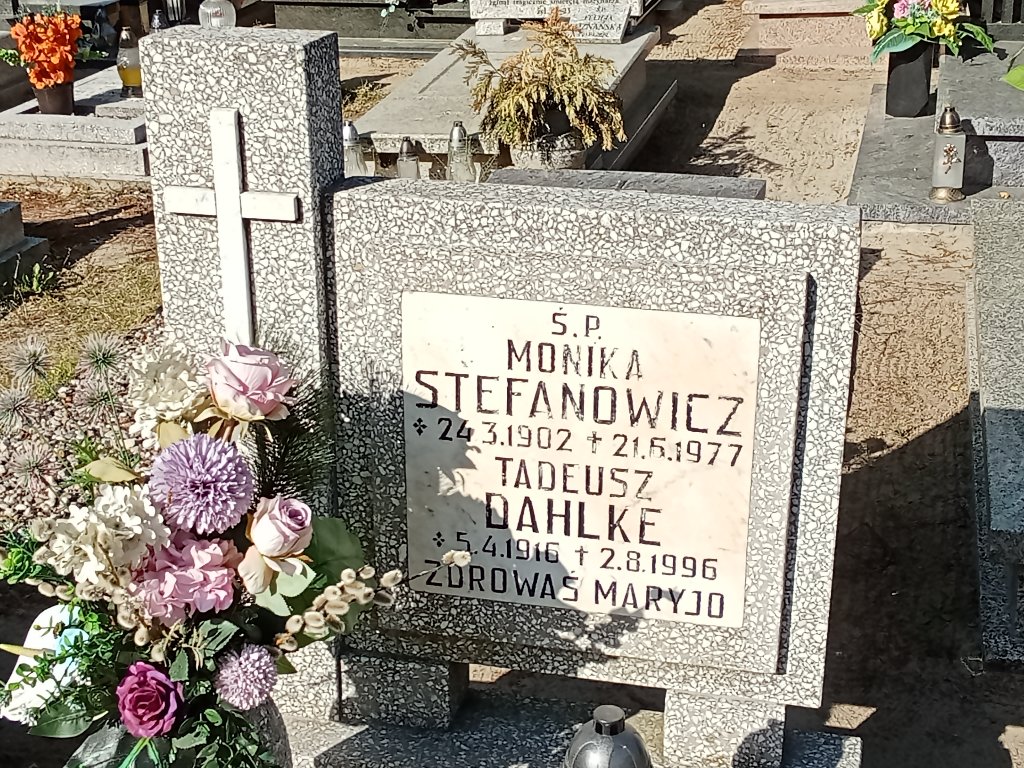 Ś.P.
MONIKA
STEFANOWICZ
* 24.3.1902 † 21.6.1977
TADEUSZ
DAHLKE
* 5.4.1916 † 2.8.1996
ZDROWAŚ MARYJO